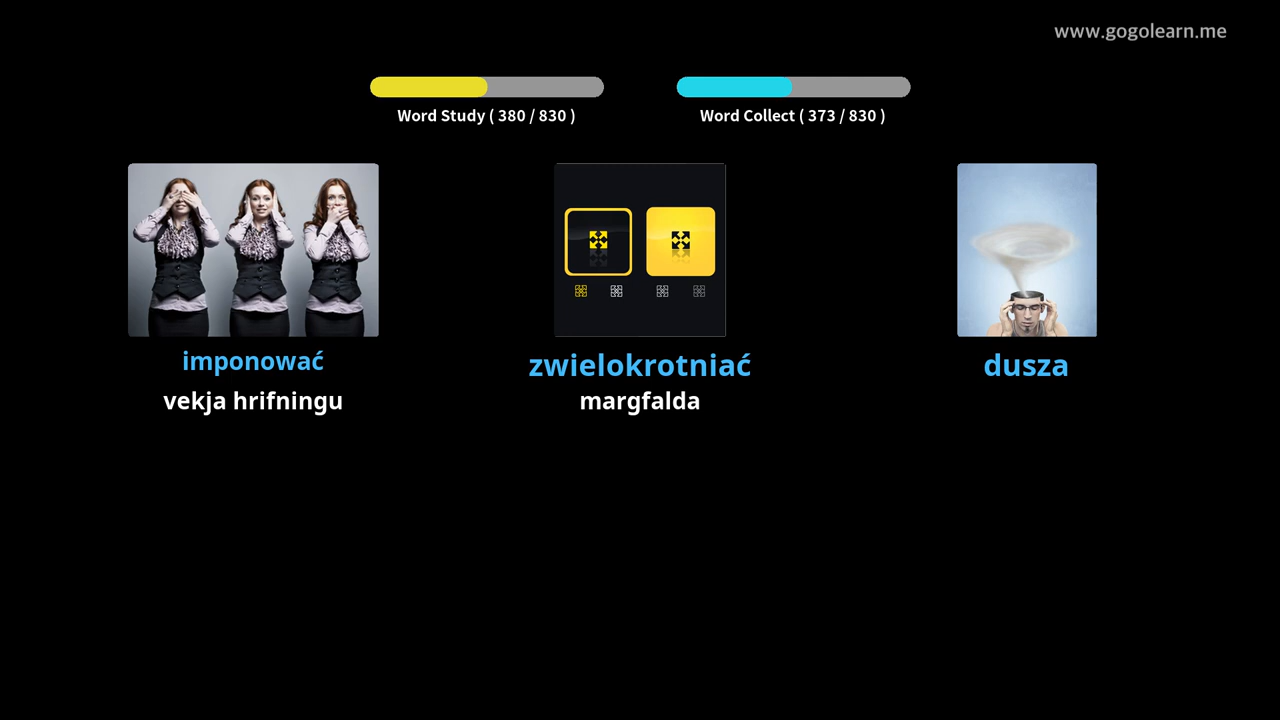 www.gogolearn.me
Word Study ( 380 / 830 )
Word Collect ( 373 / 830 )
imponować
vekja hrifningu
zwielokrotniać
margfalda
dusza